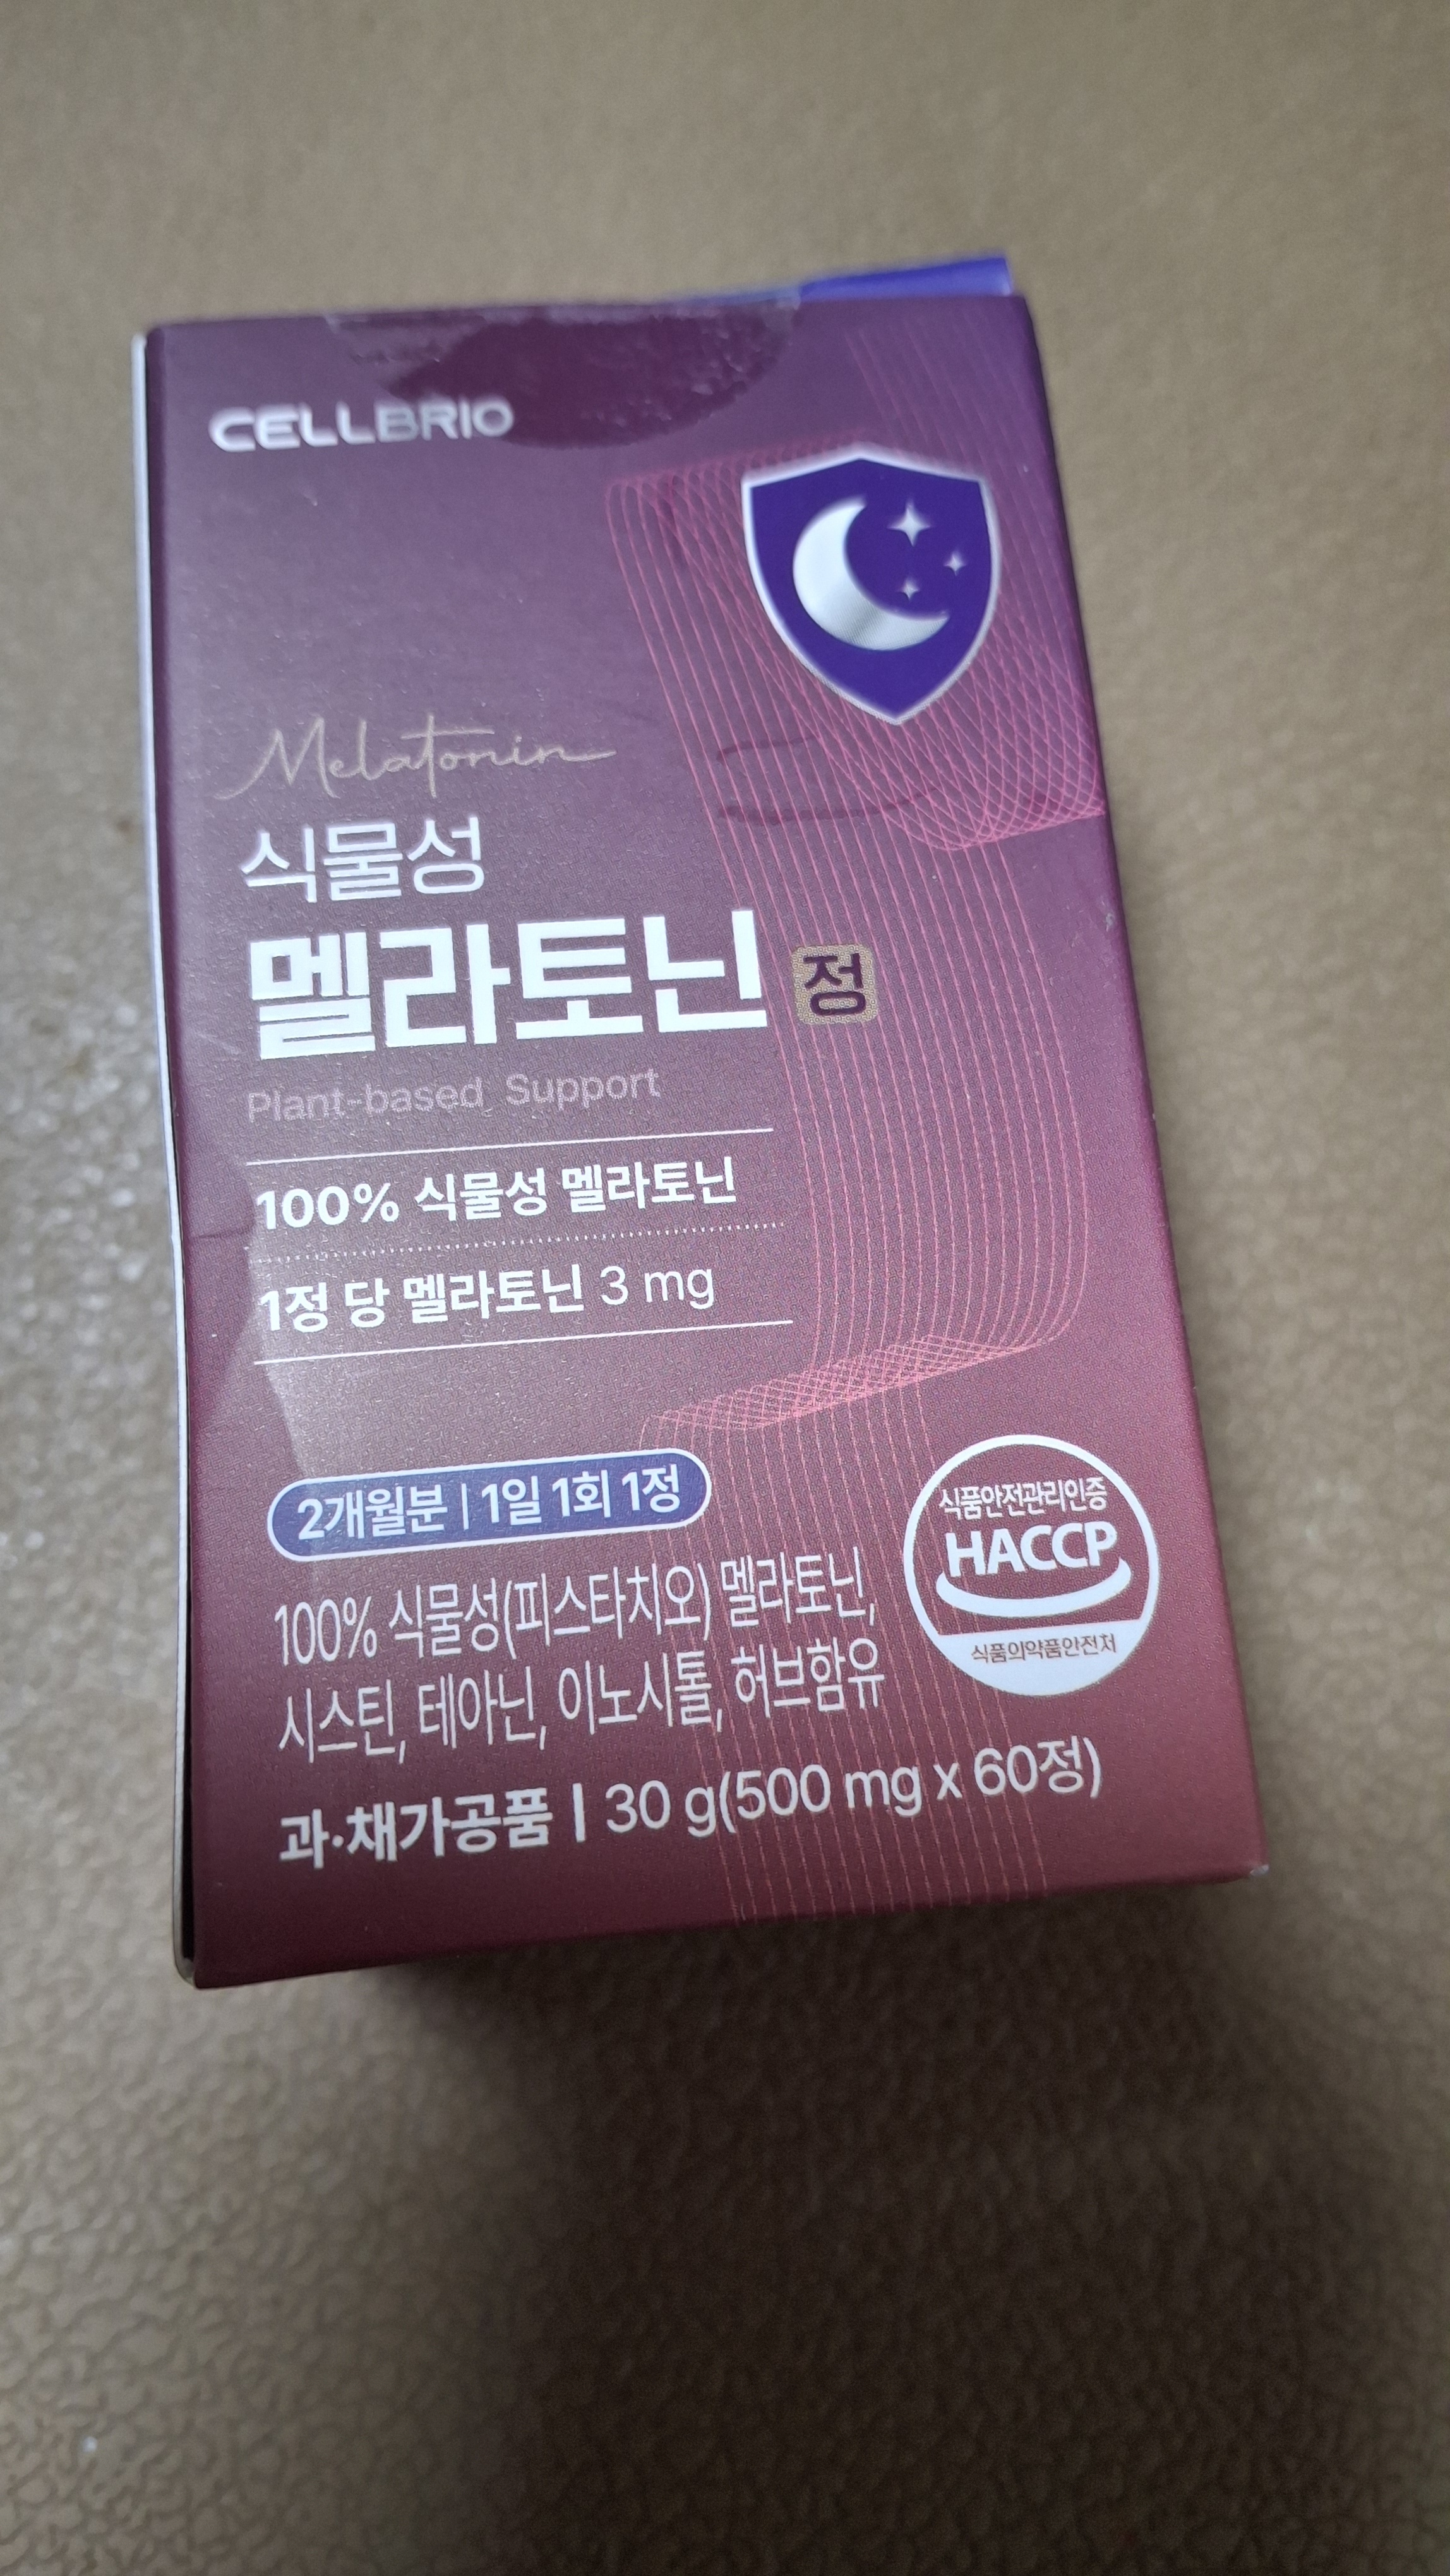 CELLBRIO
Melatonin
식물성
멜라토닌 정
Plant-based Support
100% 식물성 멜라토닌
1정 당 멜라토닌 3 mg
2개월분 | 1일 1회 1정
100% 식물성(피스타치오) 멜라토닌,
시스틴, 테아닌, 이노시톨, 허브함유
과·채가공품 | 30 g(500 mg x 60정)
식품안전관리인증
HACCP
식품의약품안전처